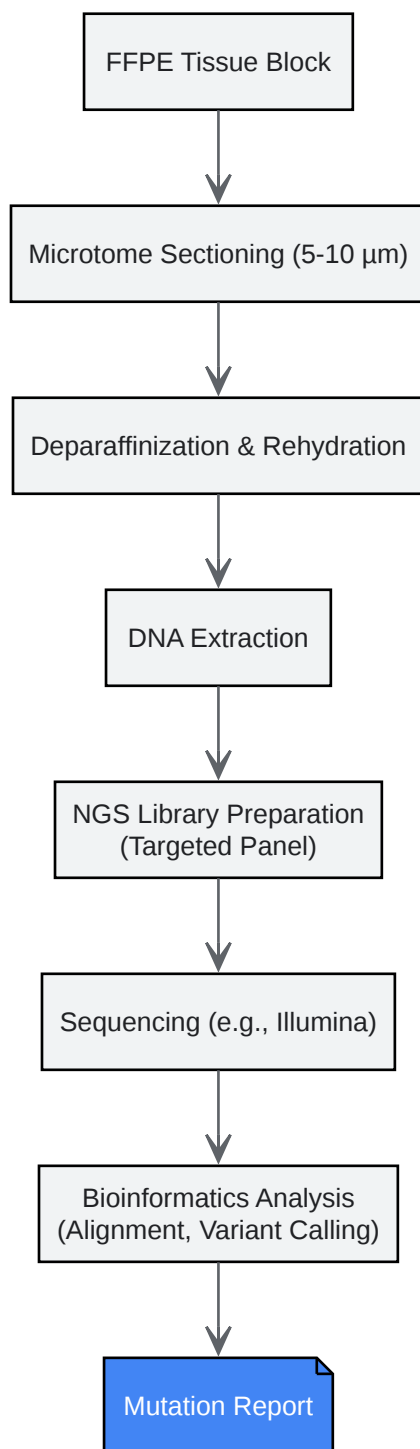 FFPE Tissue Block
Microtome Sectioning (5-10 µm)
Deparaffinization & Rehydration
DNA Extraction
NGS Library Preparation
(Targeted Panel)
Sequencing (e.g., Illumina)
Bioinformatics Analysis
(Alignment, Variant Calling)
Mutation Report